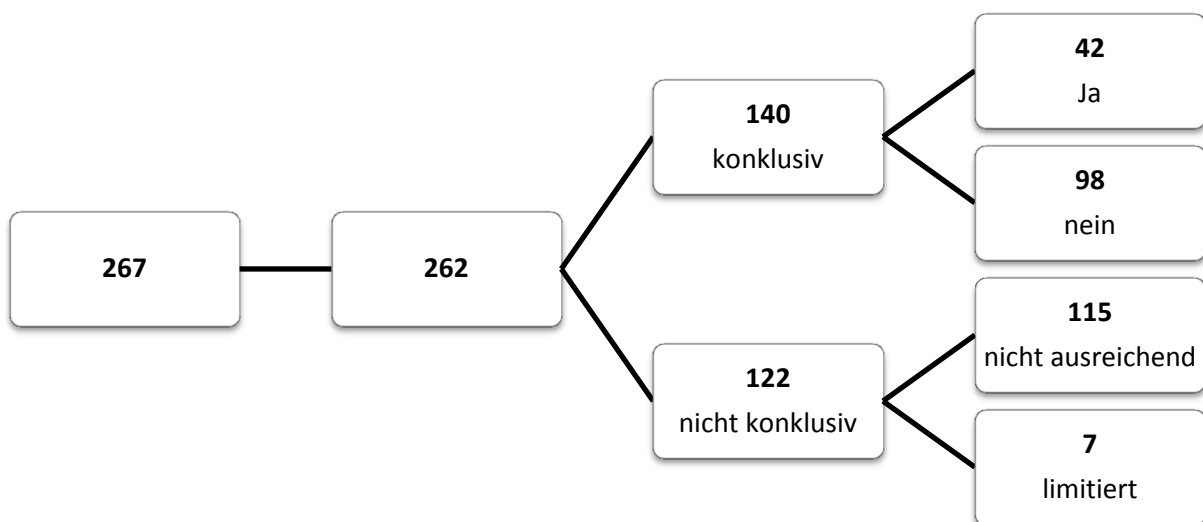 267
262
140
konklusiv
122
nicht konklusiv
42
Ja
98
nein
115
nicht ausreichend
7
limitiert